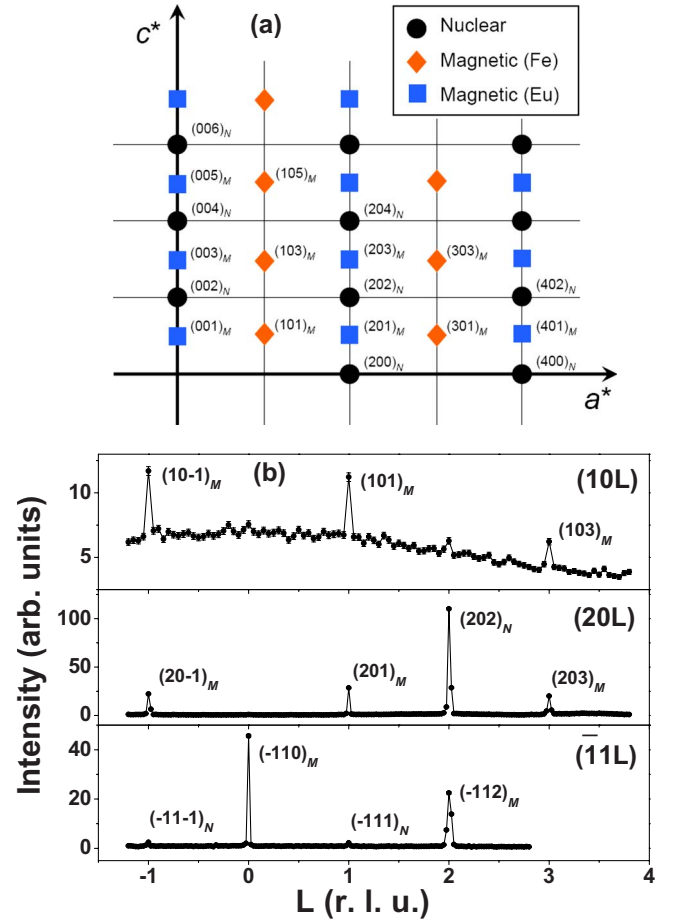 c*
(a)
Nuclear
Magnetic (Fe)
Magnetic (Eu)
(006)N
(005)M (105)M
(004)N (204)N
(003)M (103)M (203)M (303)M
(002)N (202)N (402)N
(001)M (101)M (201)M (301)M (401)M
(200)N (400)N
a*
(10-1)M (b) (101)M (10L)
(103)M
10
5
(20-1)M (201)M (202)N (203)M (20L)
100
50
0
(-110)M (1̄1L)
(-11-1)N (-111)N (-112)M
40
20
0
Intensity (arb. units)
-1 0 1 2 3 4
L (r. l. u.)